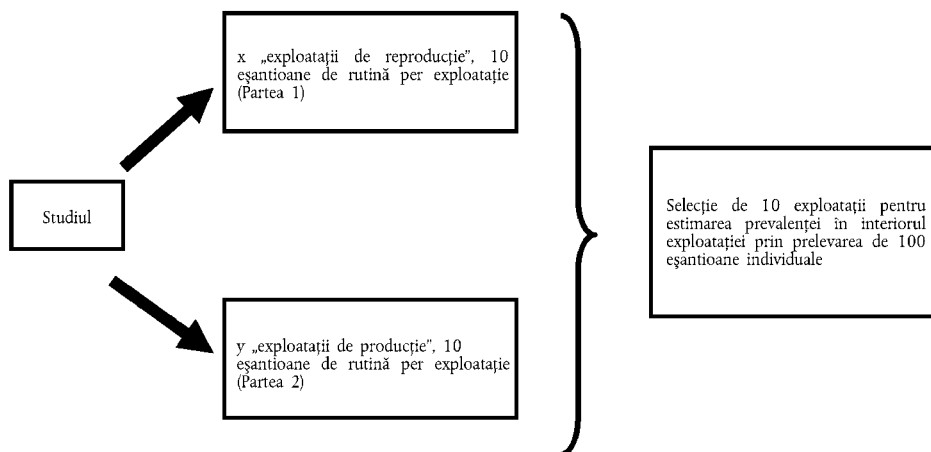 x „exploatații de reproducție”, 10
eșantioane de rutină per exploatație
(Partea 1)
Studiul
Selecție de 10 exploatații pentru
estimarea prevalenței în interiorul
exploatației prin prelevarea de 100
eșantioane individuale
y „exploatații de producție”, 10
eșantioane de rutină per exploatație
(Partea 2)